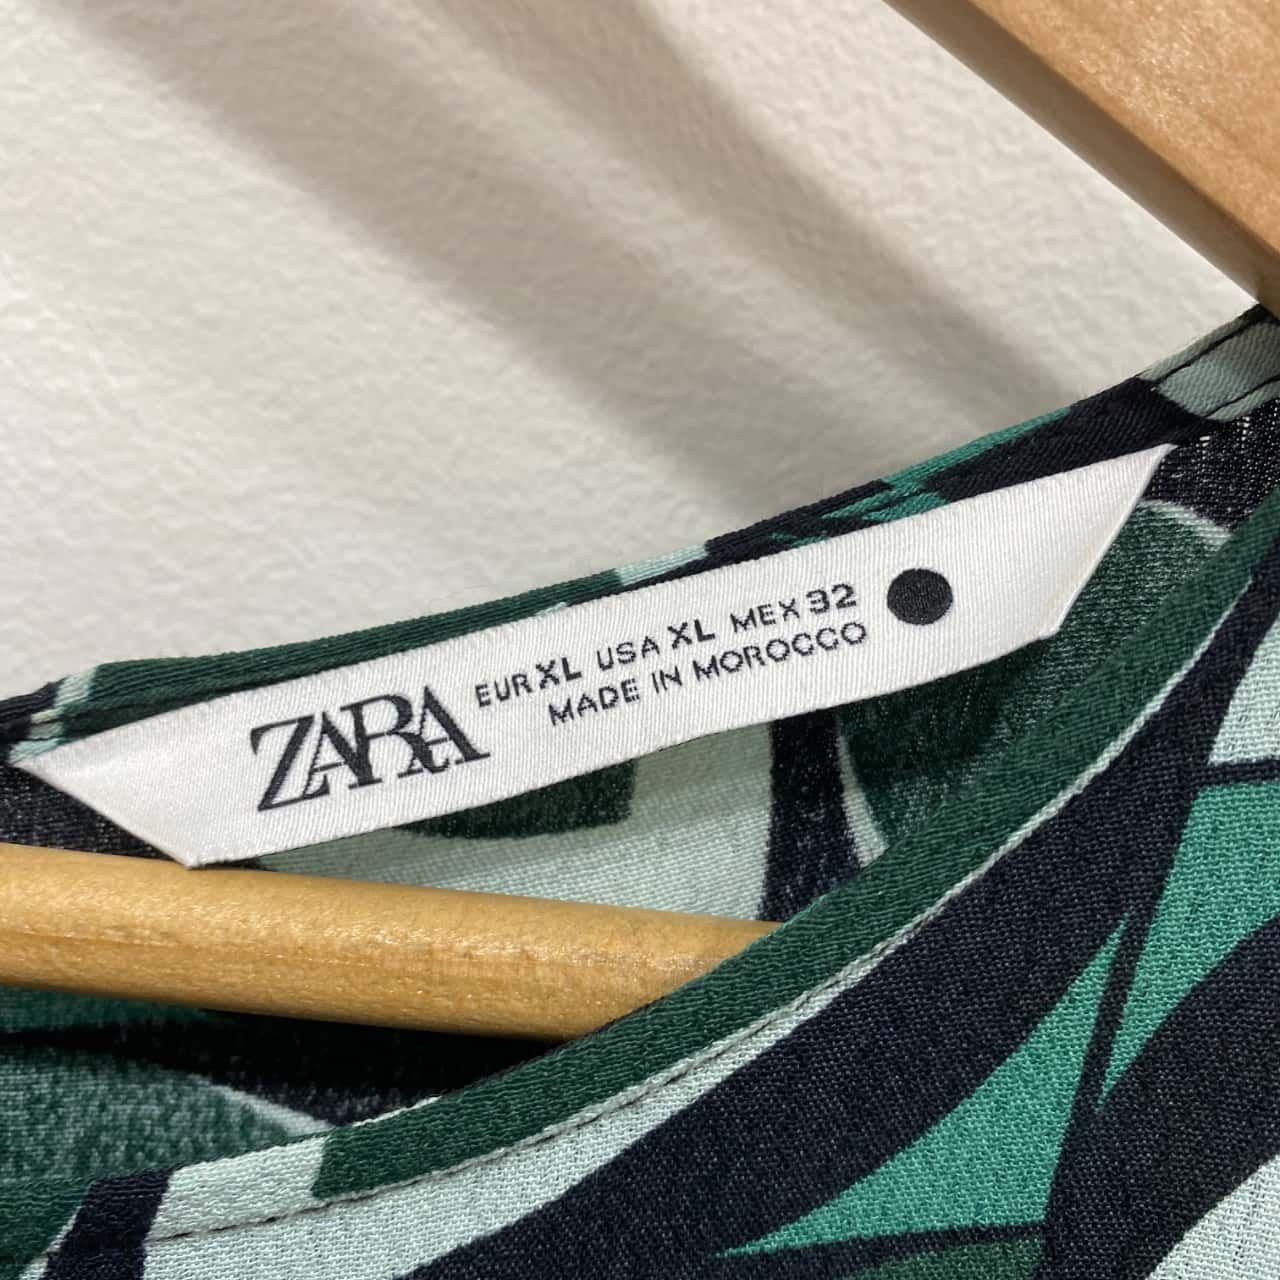 ZARA
EUR XL USA XL MEX 32
MADE IN MOROCCO